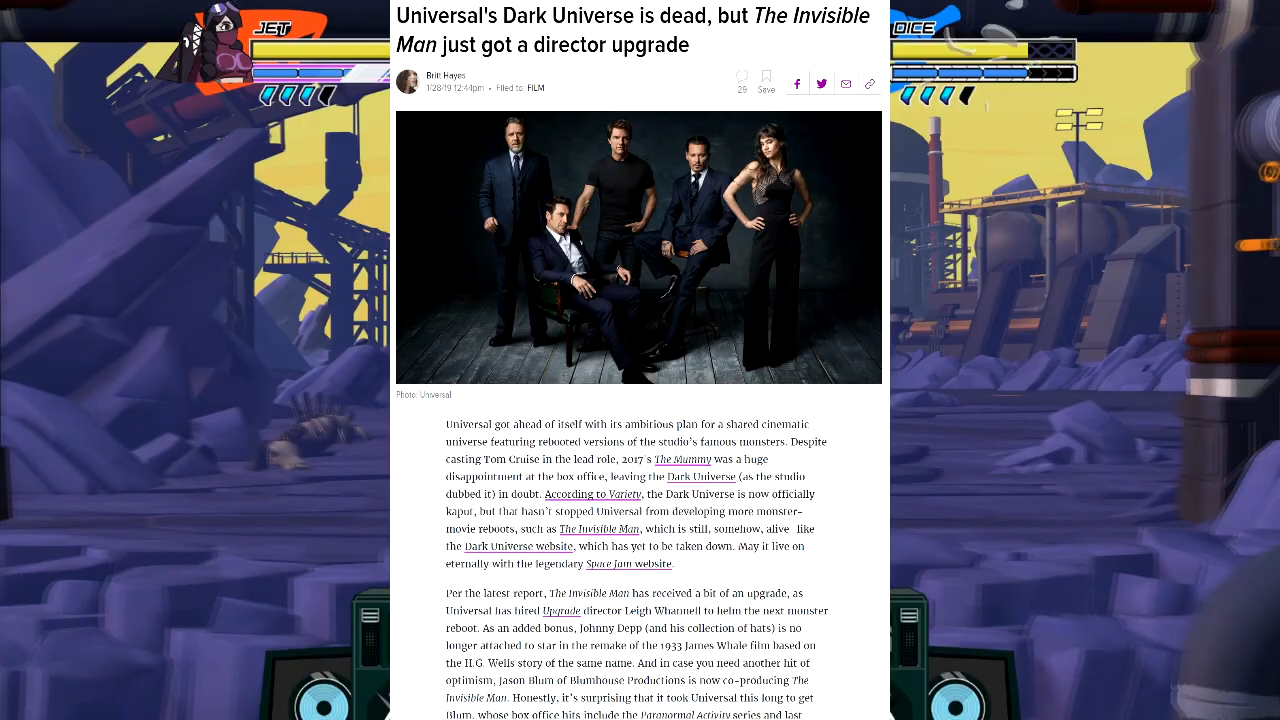 JET
DICE
Universal's Dark Universe is dead, but The Invisible
Man just got a director upgrade
Britt Hayes
1/28/19 12:44pm • Filed to: FILM
29
Save
Photo: Universal
Universal got ahead of itself with its ambitious plan for a shared cinematic
universe featuring rebooted versions of the studio's famous monsters. Despite
casting Tom Cruise in the lead role, 2017's The Mummy was a huge
disappointment at the box office, leaving the Dark Universe (as the studio
dubbed it) in doubt. According to Variety, the Dark Universe is now officially
kaput, but that hasn't stopped Universal from developing more monster-
movie reboots, such as The Invisible Man, which is still, somehow, alive–like
the Dark Universe website, which has yet to be taken down. May it live on
eternally with the legendary Space Jam website.
Per the latest report, The Invisible Man has received a bit of an upgrade, as
Universal has hired Upgrade director Leigh Whannell to helm the next monster
reboot. As an added bonus, Johnny Depp (and his collection of hats) is no
longer attached to star in the remake of the 1933 James Whale film based on
the H.G. Wells story of the same name. And in case you need another hit of
optimism, Jason Blum of Blumhouse Productions is now co-producing The
Invisible Man. Honestly, it's surprising that it took Universal this long to get
Blum, whose box office hits include the Paranormal Activity series and last